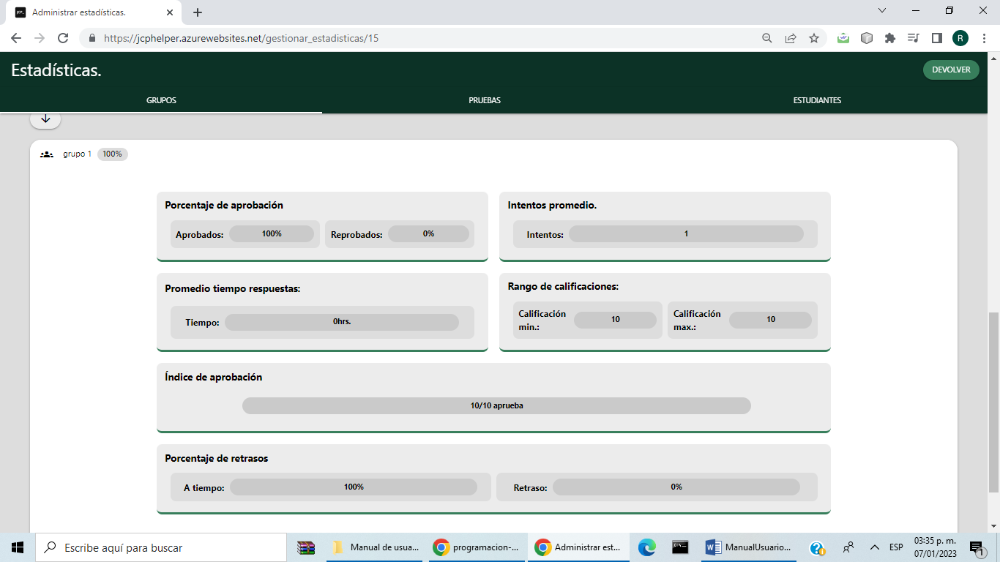 Administrar estadísticas.
https://jcphelper.azurewebsites.net/gestionar_estadisticas/15
R
Estadísticas.
DEVOLVER
GRUPOS PRUEBAS ESTUDIANTES
grupo 1 100%
Porcentaje de aprobación
Aprobados: 100% Reprobados: 0%
Intentos promedio.
Intentos: 1
Promedio tiempo respuestas:
Tiempo: 0hrs.
Rango de calificaciones:
Calificación
min.: 10
Calificación
max.: 10
Índice de aprobación
10/10 aprueba
Porcentaje de retrasos
A tiempo: 100% Retraso: 0%
Escribe aquí para buscar
Manual de usua...
programacion-...
Administrar est...
ManualUsuario...
ESP
03:35 p. m.
07/01/2023
1